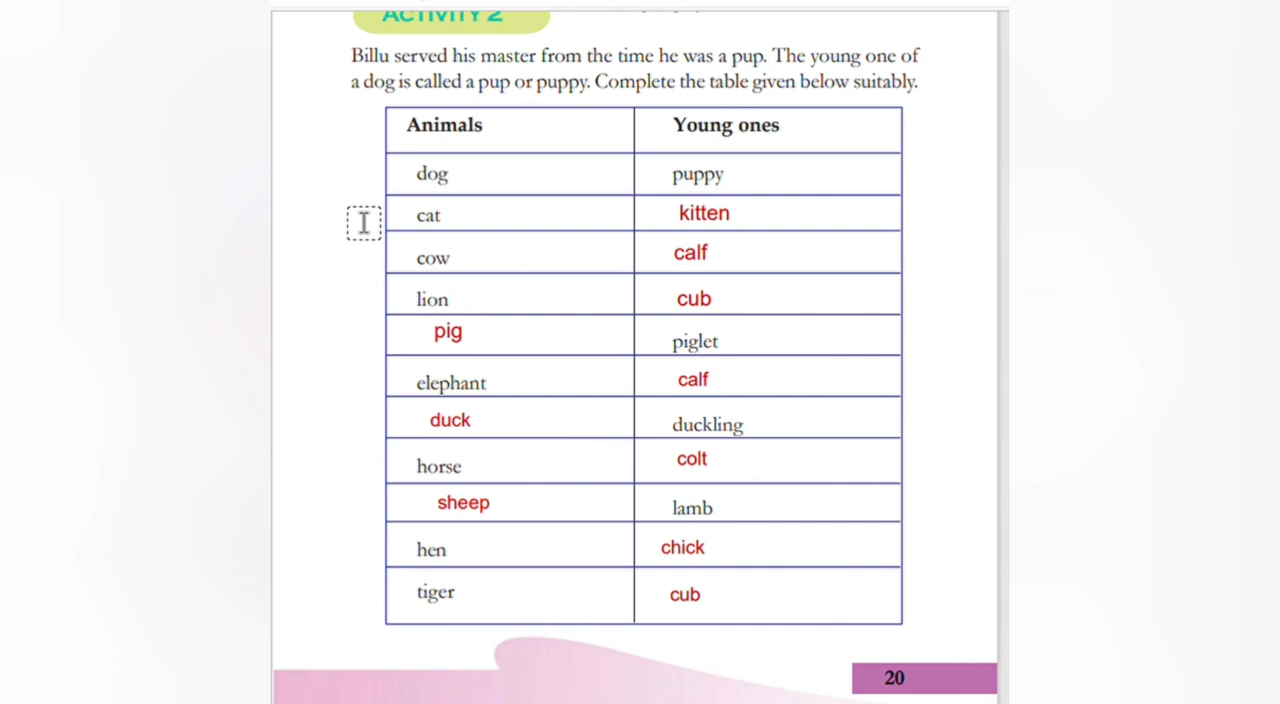 ACTIVITY 2
Billu served his master from the time he was a pup. The young one of
a dog is called a pup or puppy. Complete the table given below suitably.
Animals Young ones
dog puppy
cat kitten
cow calf
lion cub
pig piglet
elephant calf
duck duckling
horse colt
sheep lamb
hen chick
tiger cub
20